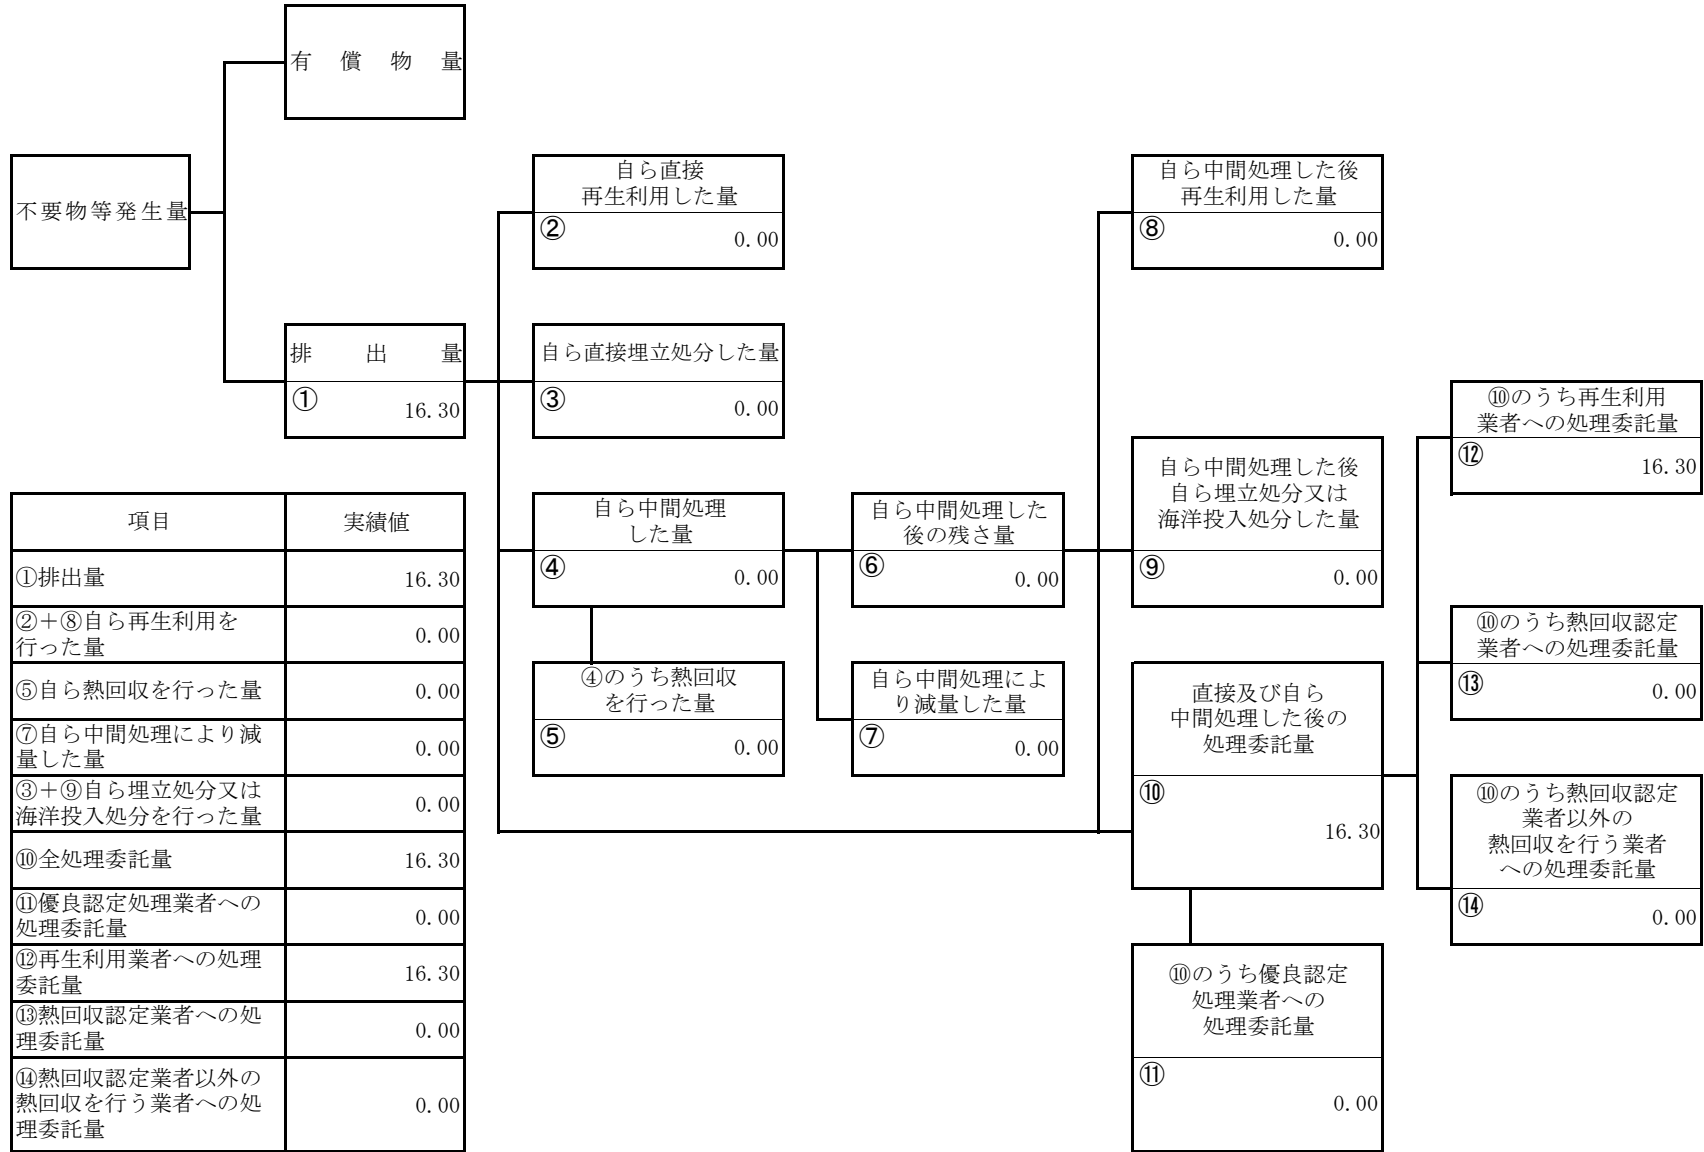 有償物量
不要物等発生量
排出量
① 16.30
自ら直接
再生利用した量
② 0.00
自ら直接埋立処分した量
③ 0.00
自ら中間処理
した量
④ 0.00
④のうち熱回収
を行った量
⑤ 0.00
自ら中間処理した
後の残さ量
⑥ 0.00
自ら中間処理によ
り減量した量
⑦ 0.00
自ら中間処理した後
再生利用した量
⑧ 0.00
自ら中間処理した後
自ら埋立処分又は
海洋投入処分した量
⑨ 0.00
直接及び自ら
中間処理した後の
処理委託量
⑩
16.30
⑩のうち優良認定
処理業者への
処理委託量
⑪
0.00
⑩のうち再生利用
業者への処理委託量
⑫ 16.30
⑩のうち熱回収認定
業者への処理委託量
⑬ 0.00
⑩のうち熱回収認定
業者以外の
熱回収を行う業者
への処理委託量
⑭ 0.00
項目 実績値
①排出量 16.30
②+⑧自ら再生利用を
行った量 0.00
⑤自ら熱回収を行った量 0.00
⑦自ら中間処理により減
量した量 0.00
③+⑨自ら埋立処分又は
海洋投入処分を行った量 0.00
⑩全処理委託量 16.30
⑪優良認定処理業者への
処理委託量 0.00
⑫再生利用業者への処理
委託量 16.30
⑬熱回収認定業者への処
理委託量 0.00
⑭熱回収認定業者以外の
熱回収を行う業者への処
理委託量 0.00